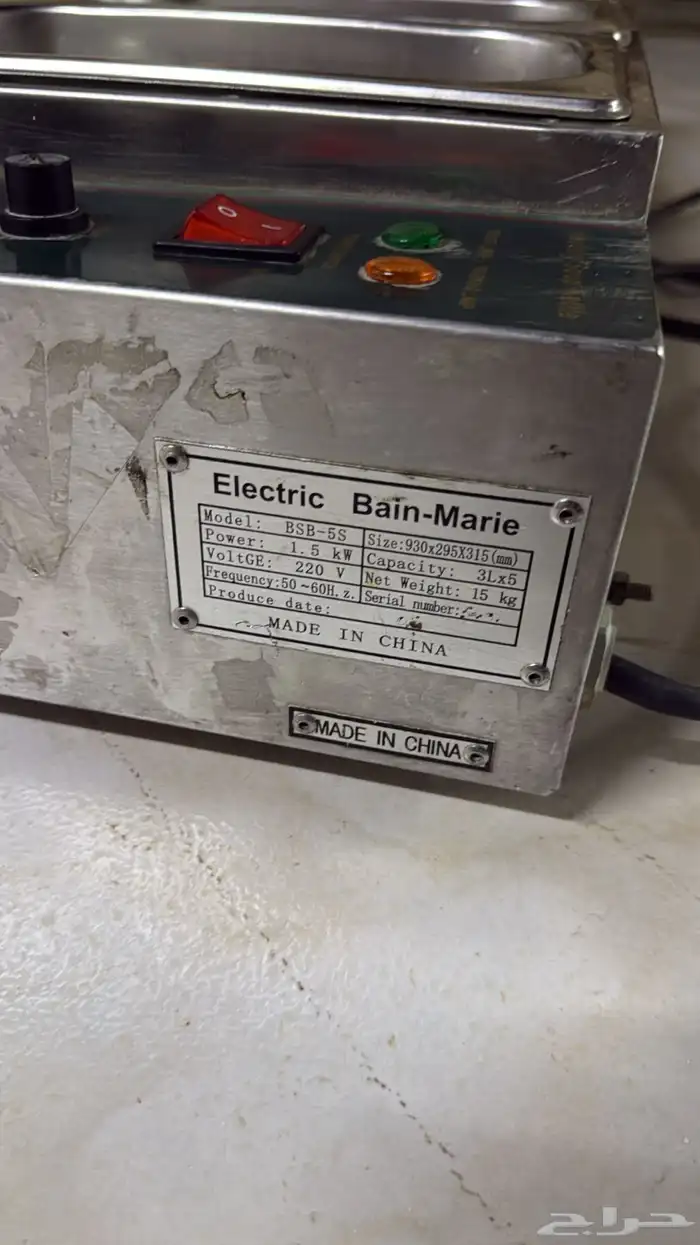 Electric Bain-Marie
Model: BSB-5S
Size:930x295X315(mm)
Power: 1.5 kW
Capacity: 3Lx5
VoltGE: 220 V
Net Weight: 15 kg
Frequency:50~60H.z.
Serial number:
Produce date:
MADE IN CHINA
MADE IN CHINA
حراج